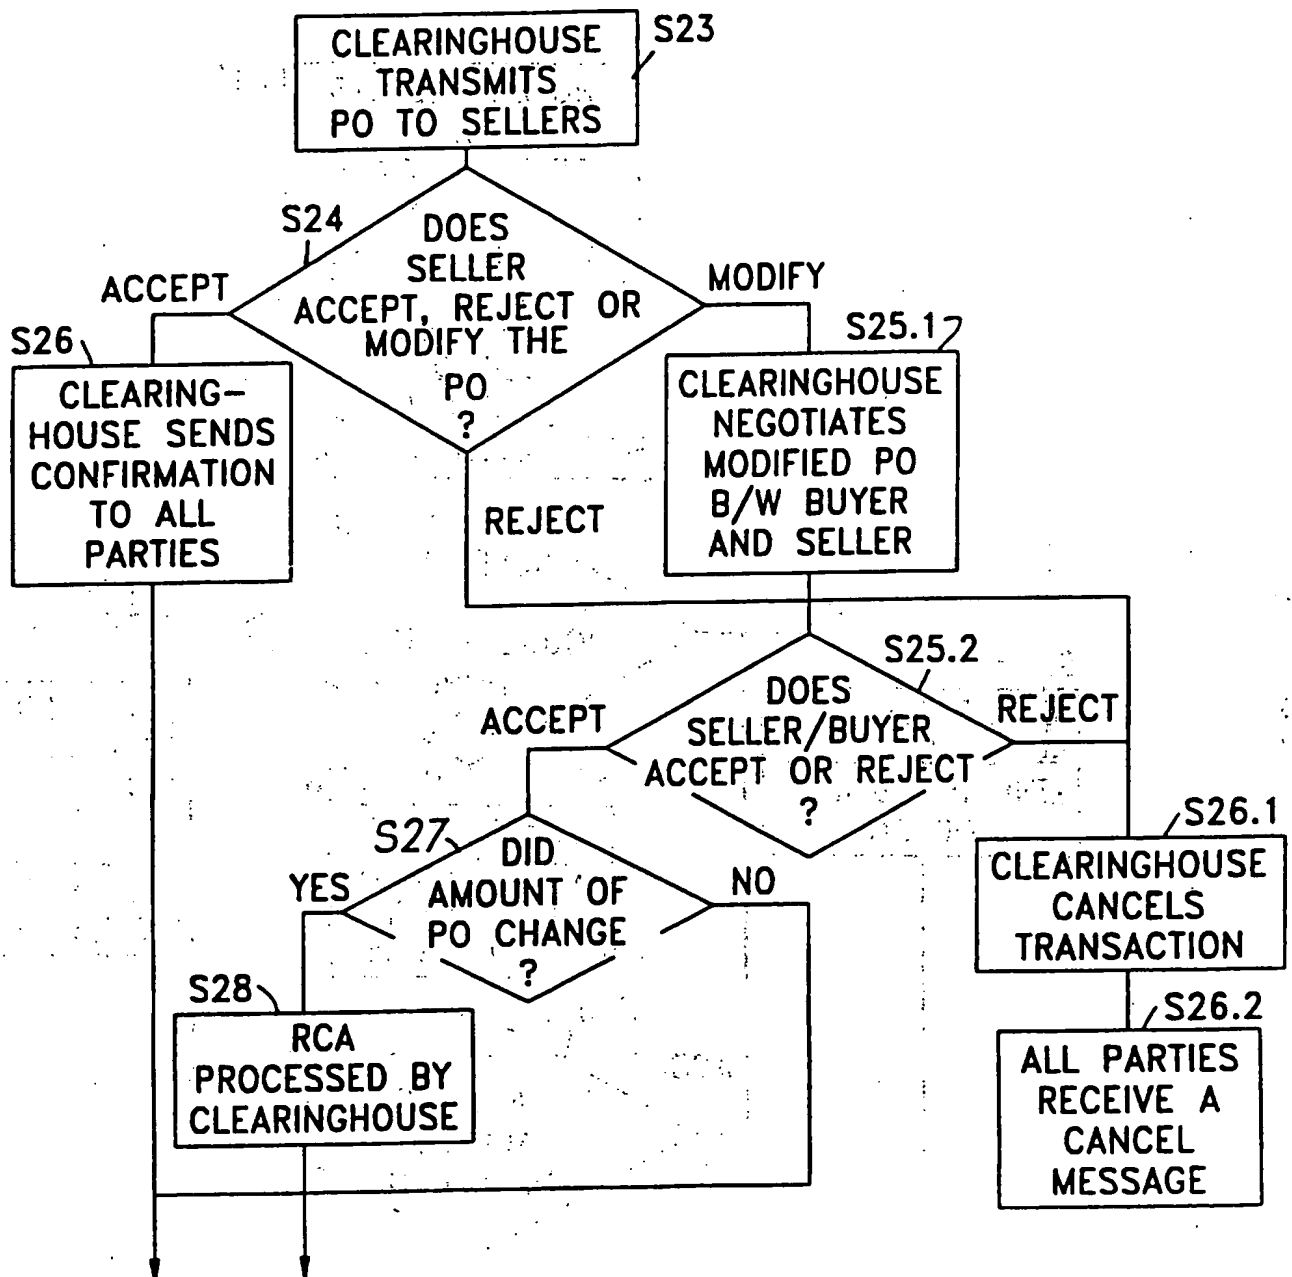 CLEARINGHOUSE
TRANSMITS
PO TO SELLERS
S23
S24
DOES
SELLER
ACCEPT, REJECT OR
MODIFY THE
PO
?
ACCEPT
MODIFY
REJECT
S26
CLEARING-
HOUSE SENDS
CONFIRMATION
TO ALL
PARTIES
S25.1
CLEARINGHOUSE
NEGOTIATES
MODIFIED PO
B/W BUYER
AND SELLER
S25.2
DOES
SELLER/BUYER
ACCEPT OR REJECT
?
ACCEPT
REJECT
S27
DID
AMOUNT OF
PO CHANGE
?
YES
NO
S28
RCA
PROCESSED BY
CLEARINGHOUSE
S26.1
CLEARINGHOUSE
CANCELS
TRANSACTION
S26.2
ALL PARTIES
RECEIVE A
CANCEL
MESSAGE